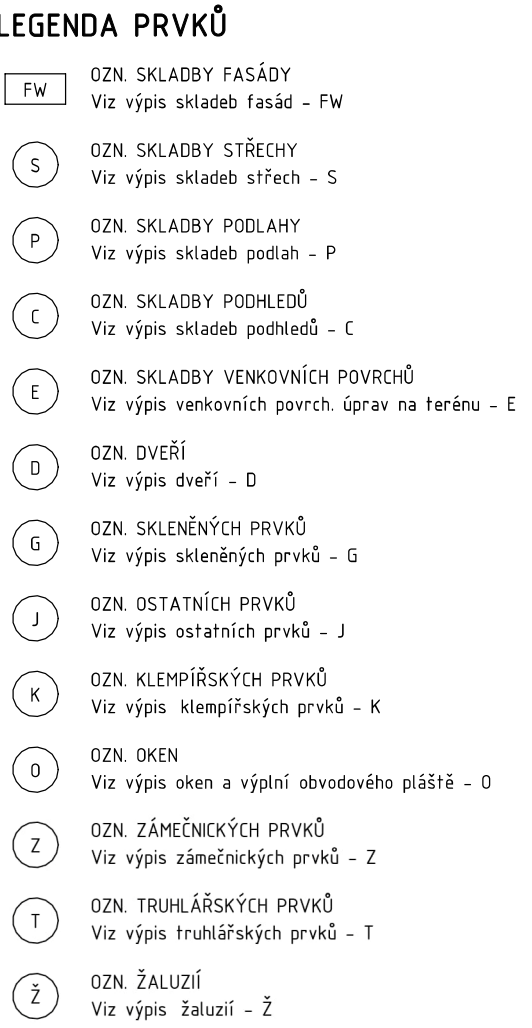 LEGENDA PRVKŮ
FW
OZN. SKLADBY FASÁDY
Viz výpis skladeb fasád - FW
S
OZN. SKLADBY STŘECHY
Viz výpis skladeb střech - S
P
OZN. SKLADBY PODLAHY
Viz výpis skladeb podlah - P
C
OZN. SKLADBY PODHLEDŮ
Viz výpis skladeb podhledů - C
E
OZN. SKLADBY VENKOVNÍCH POVRCHŮ
Viz výpis venkovních povrch. úprav na terénu - E
D
OZN. DVEŘÍ
Viz výpis dveří - D
G
OZN. SKLENĚNÝCH PRVKŮ
Viz výpis skleněných prvků - G
J
OZN. OSTATNÍCH PRVKŮ
Viz výpis ostatních prvků - J
K
OZN. KLEMPÍŘSKÝCH PRVKŮ
Viz výpis klempířských prvků - K
O
OZN. OKEN
Viz výpis oken a výplní obvodového pláště - O
Z
OZN. ZÁMEČNICKÝCH PRVKŮ
Viz výpis zámečnických prvků - Z
T
OZN. TRUHLÁŘSKÝCH PRVKŮ
Viz výpis truhlářských prvků - T
Ž
OZN. ŽALUZIÍ
Viz výpis žaluzií - Ž